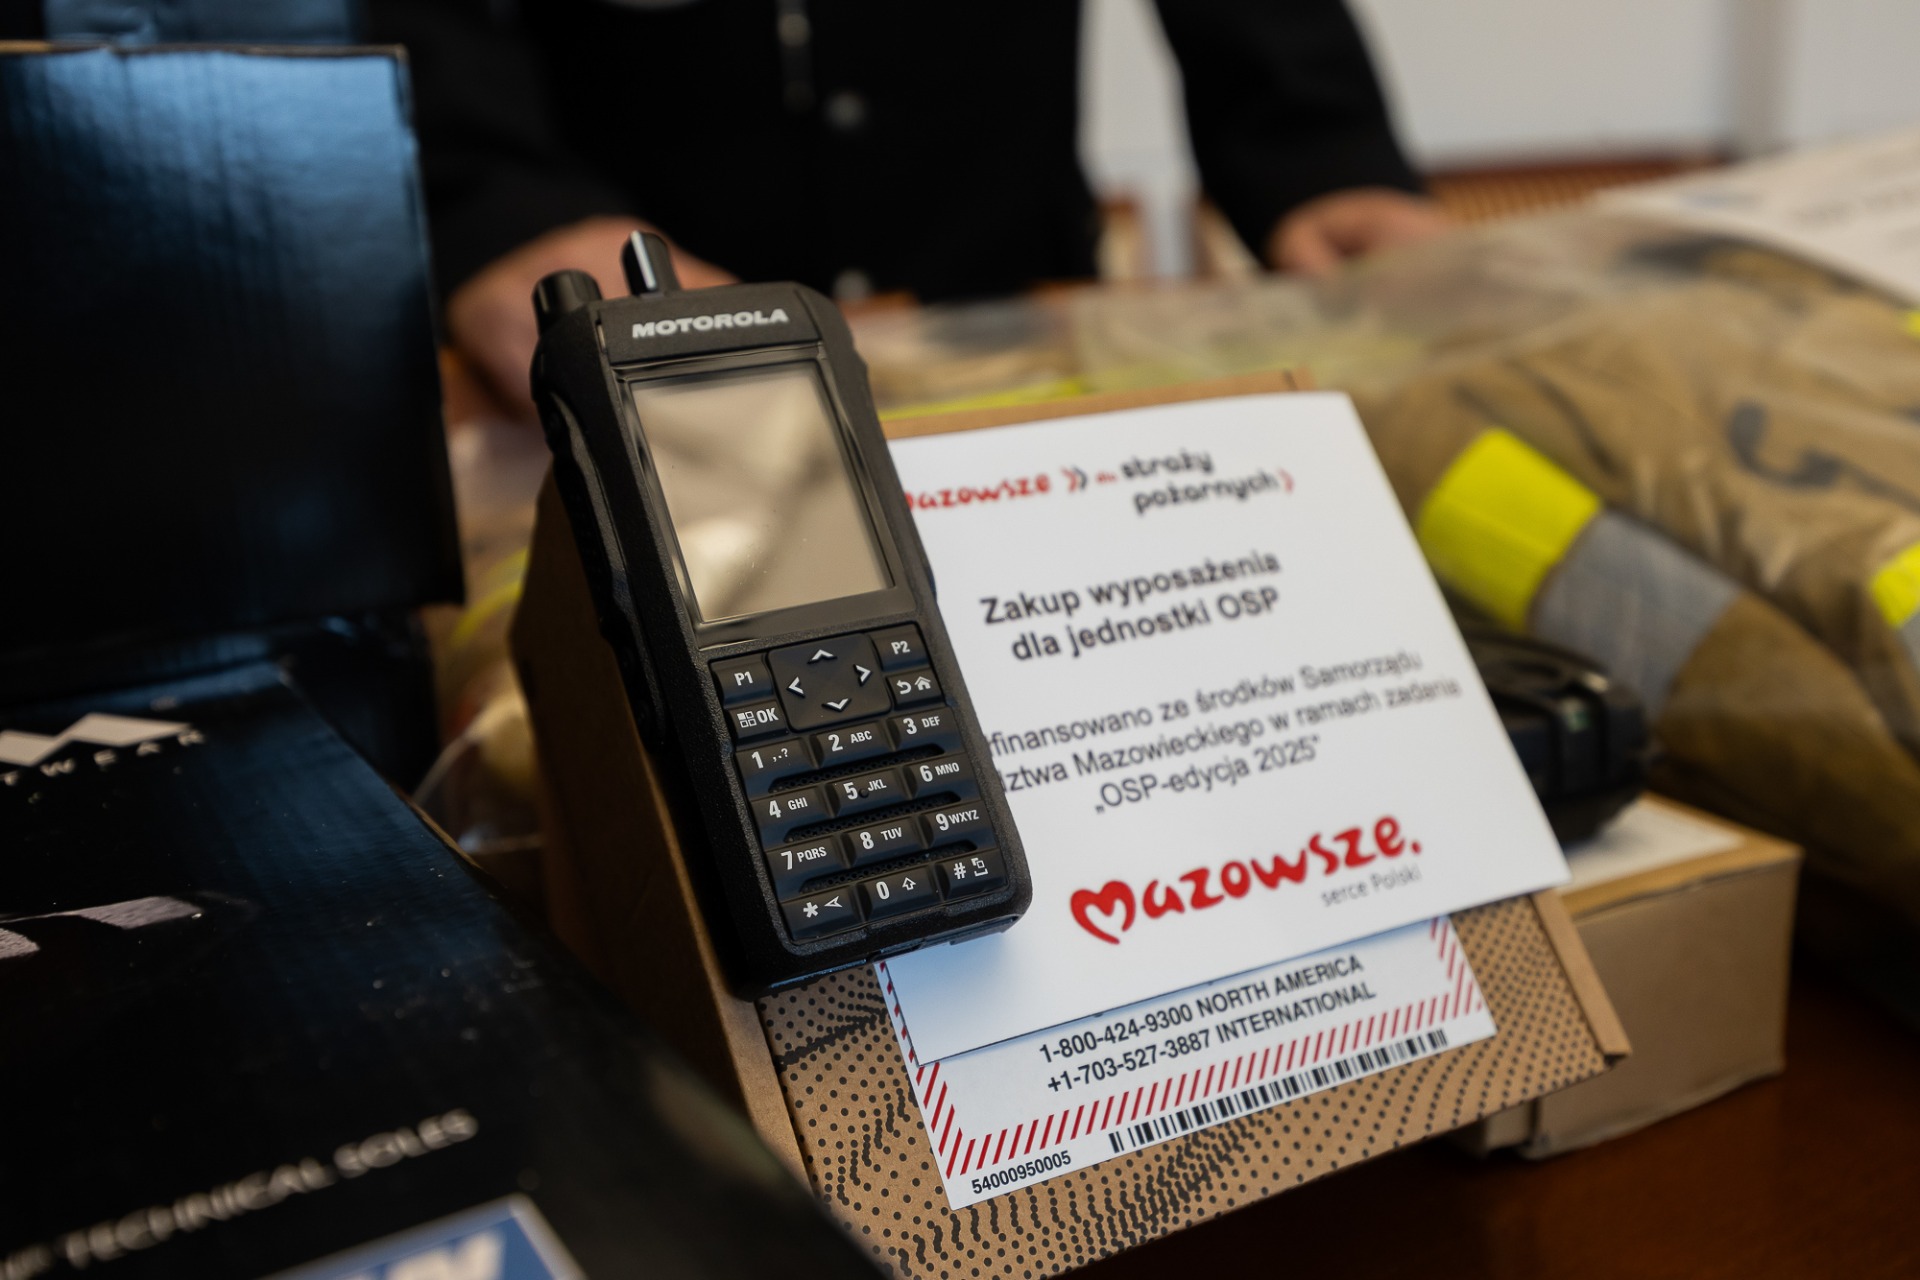 MOTOROLA
P1
P2
OK
1 ,.?
2 ABC
3 DEF
4 GHI
5 JKL
6 MNO
7 PQRS
8 TUV
9 WXYZ
*
0
#
mazowsze dla straży
pożarnych
Zakup wyposażenia
dla jednostki OSP
finansowano ze środków Samorządu
ztwa Mazowieckiego w ramach zadania
„OSP-edycja 2025”
mazowsze.
serce Polski
1-800-424-9300 NORTH AMERICA
+1-703-527-3887 INTERNATIONAL
54000950005
TWEAR
TECHNICAL SOLES